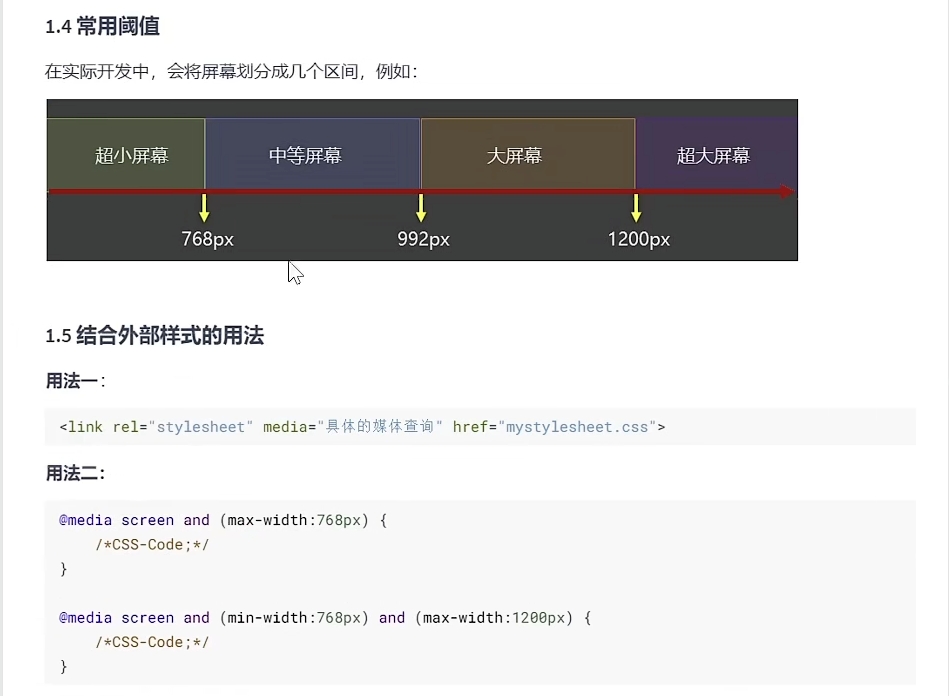 1.4 常用阈值
在实际开发中，会将屏幕划分成几个区间，例如：
超小屏幕 中等屏幕 大屏幕 超大屏幕
768px 992px 1200px
1.5 结合外部样式的用法
用法一：
<link rel="stylesheet" media="具体的媒体查询" href="mystylesheet.css">
用法二：
@media screen and (max-width:768px) {
/*CSS-Code;*/
}
@media screen and (min-width:768px) and (max-width:1200px) {
/*CSS-Code;*/
}